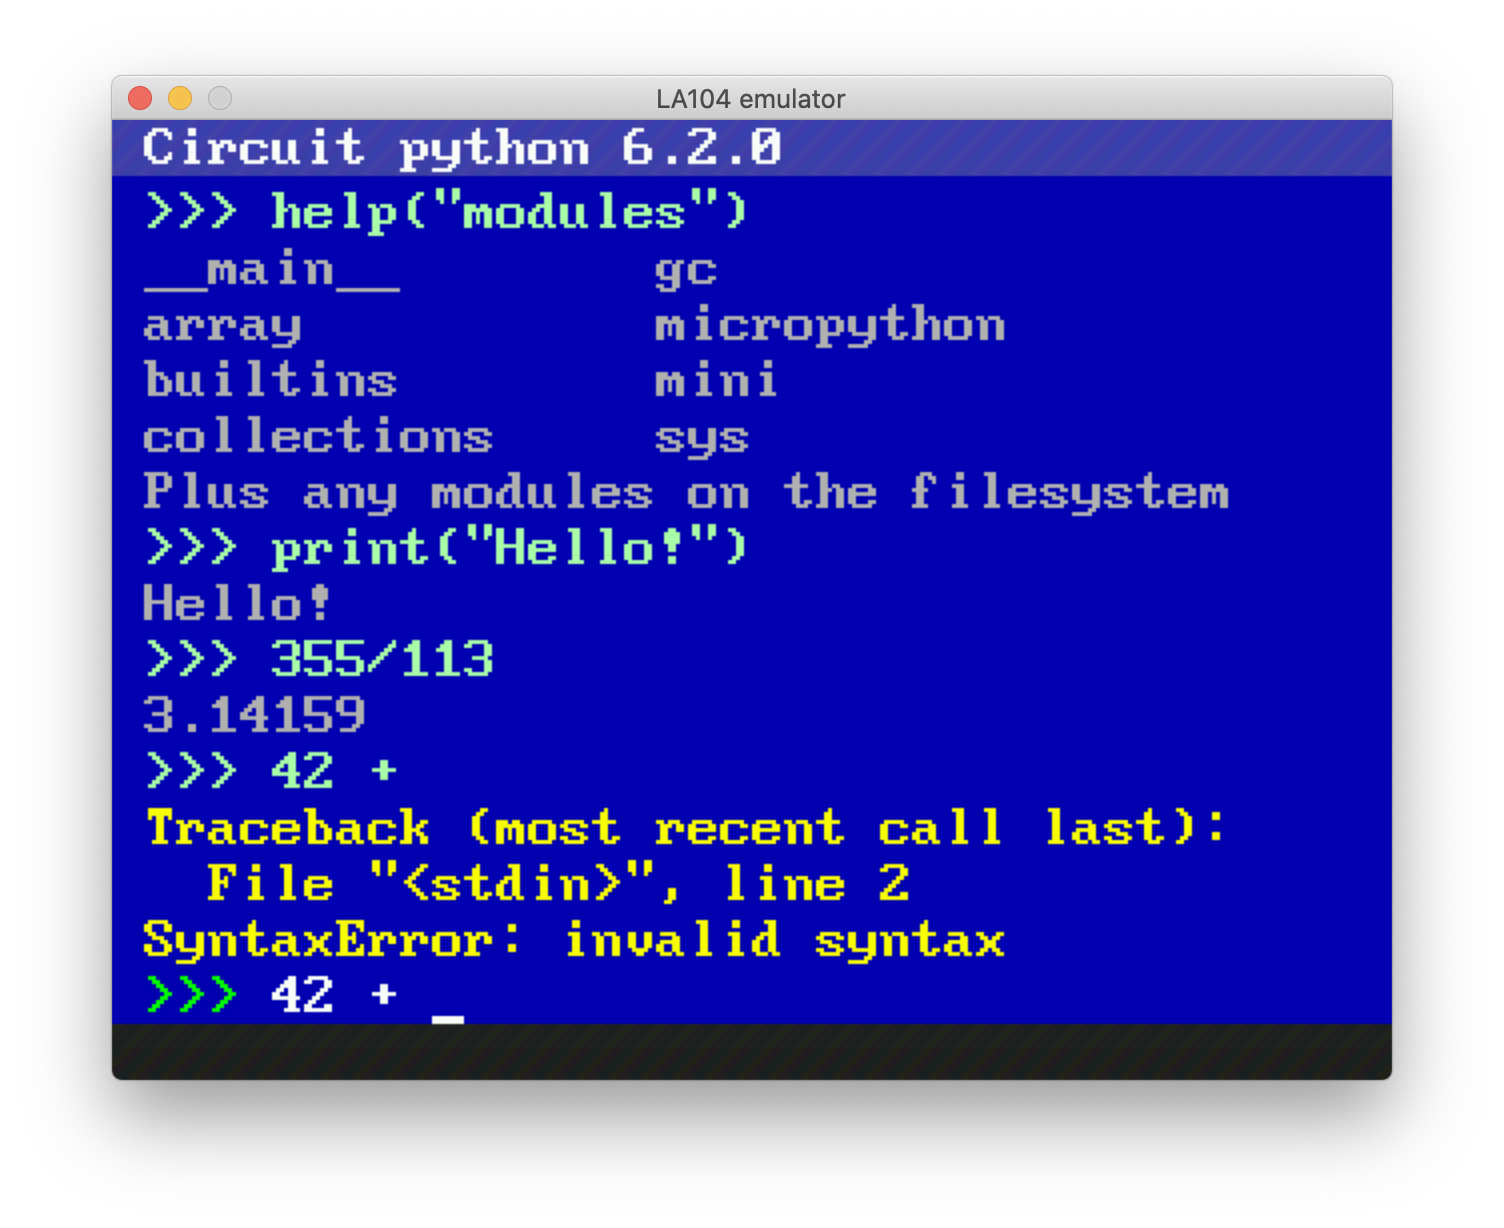 LA104 emulator
Circuit python 6.2.0
>>> help("modules")
__main__        gc
array           micropython
builtins        mini
collections     sys
Plus any modules on the filesystem
>>> print("Hello!")
Hello!
>>> 355/113
3.14159
>>> 42 +
Traceback (most recent call last):
  File "<stdin>", line 2
SyntaxError: invalid syntax
>>> 42 + _